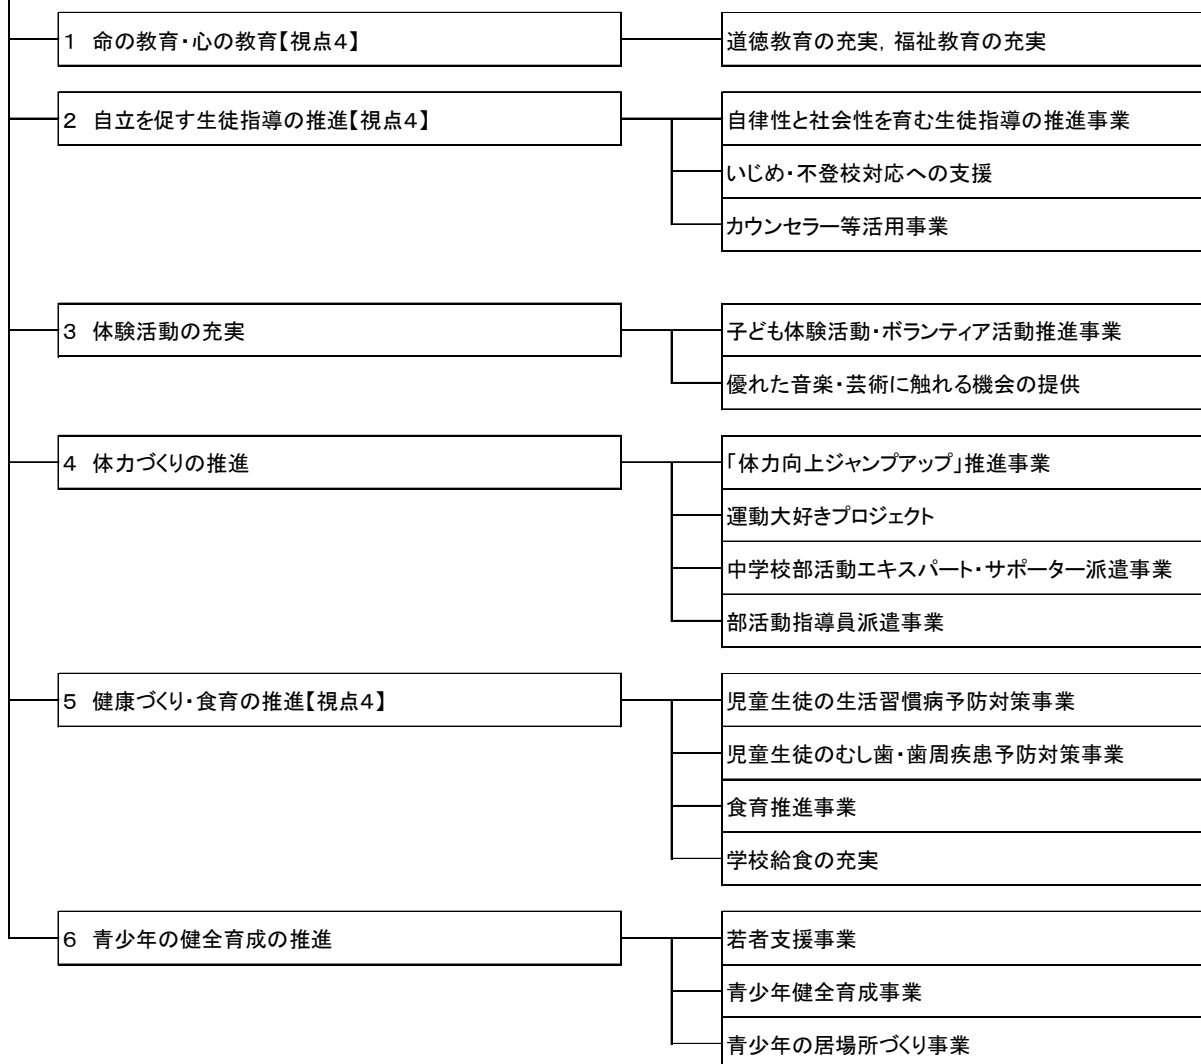 1 命の教育・心の教育【視点4】
道徳教育の充実，福祉教育の充実
2 自立を促す生徒指導の推進【視点4】
自律性と社会性を育む生徒指導の推進事業
いじめ・不登校対応への支援
カウンセラー等活用事業
3 体験活動の充実
子ども体験活動・ボランティア活動推進事業
優れた音楽・芸術に触れる機会の提供
4 体力づくりの推進
「体力向上ジャンプアップ」推進事業
運動大好きプロジェクト
中学校部活動エキスパート・サポーター派遣事業
部活動指導員派遣事業
5 健康づくり・食育の推進【視点4】
児童生徒の生活習慣病予防対策事業
児童生徒のむし歯・歯周疾患予防対策事業
食育推進事業
学校給食の充実
6 青少年の健全育成の推進
若者支援事業
青少年健全育成事業
青少年の居場所づくり事業